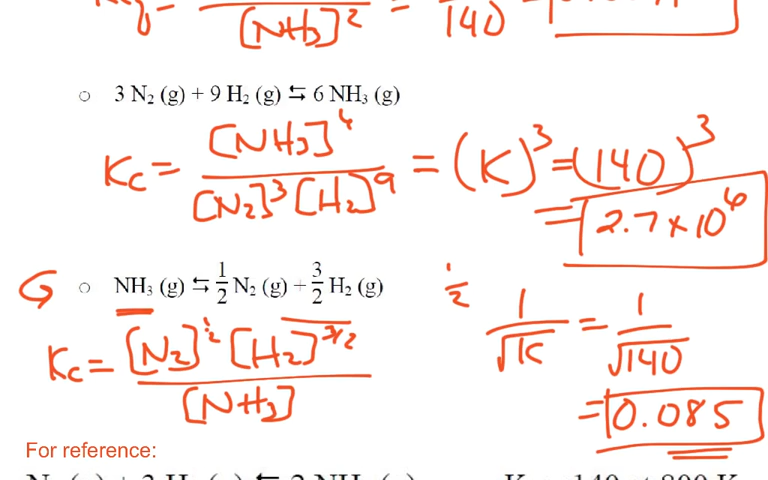 [NH₃]² = 140 =
○ 3 N₂ (g) + 9 H₂ (g) ⇆ 6 NH₃ (g)
Kc = [NH₃]⁶ / [N₂]³ [H₂]⁹ = (K)³ = (140)³
= 2.7 x 10⁶
○ NH₃ (g) ⇆ 1/2 N₂ (g) + 3/2 H₂ (g) 1/2
Kc = [N₂]^1/2 [H₂]^3/2 / [NH₃] 1/√K = 1/√140
= 0.085
For reference: